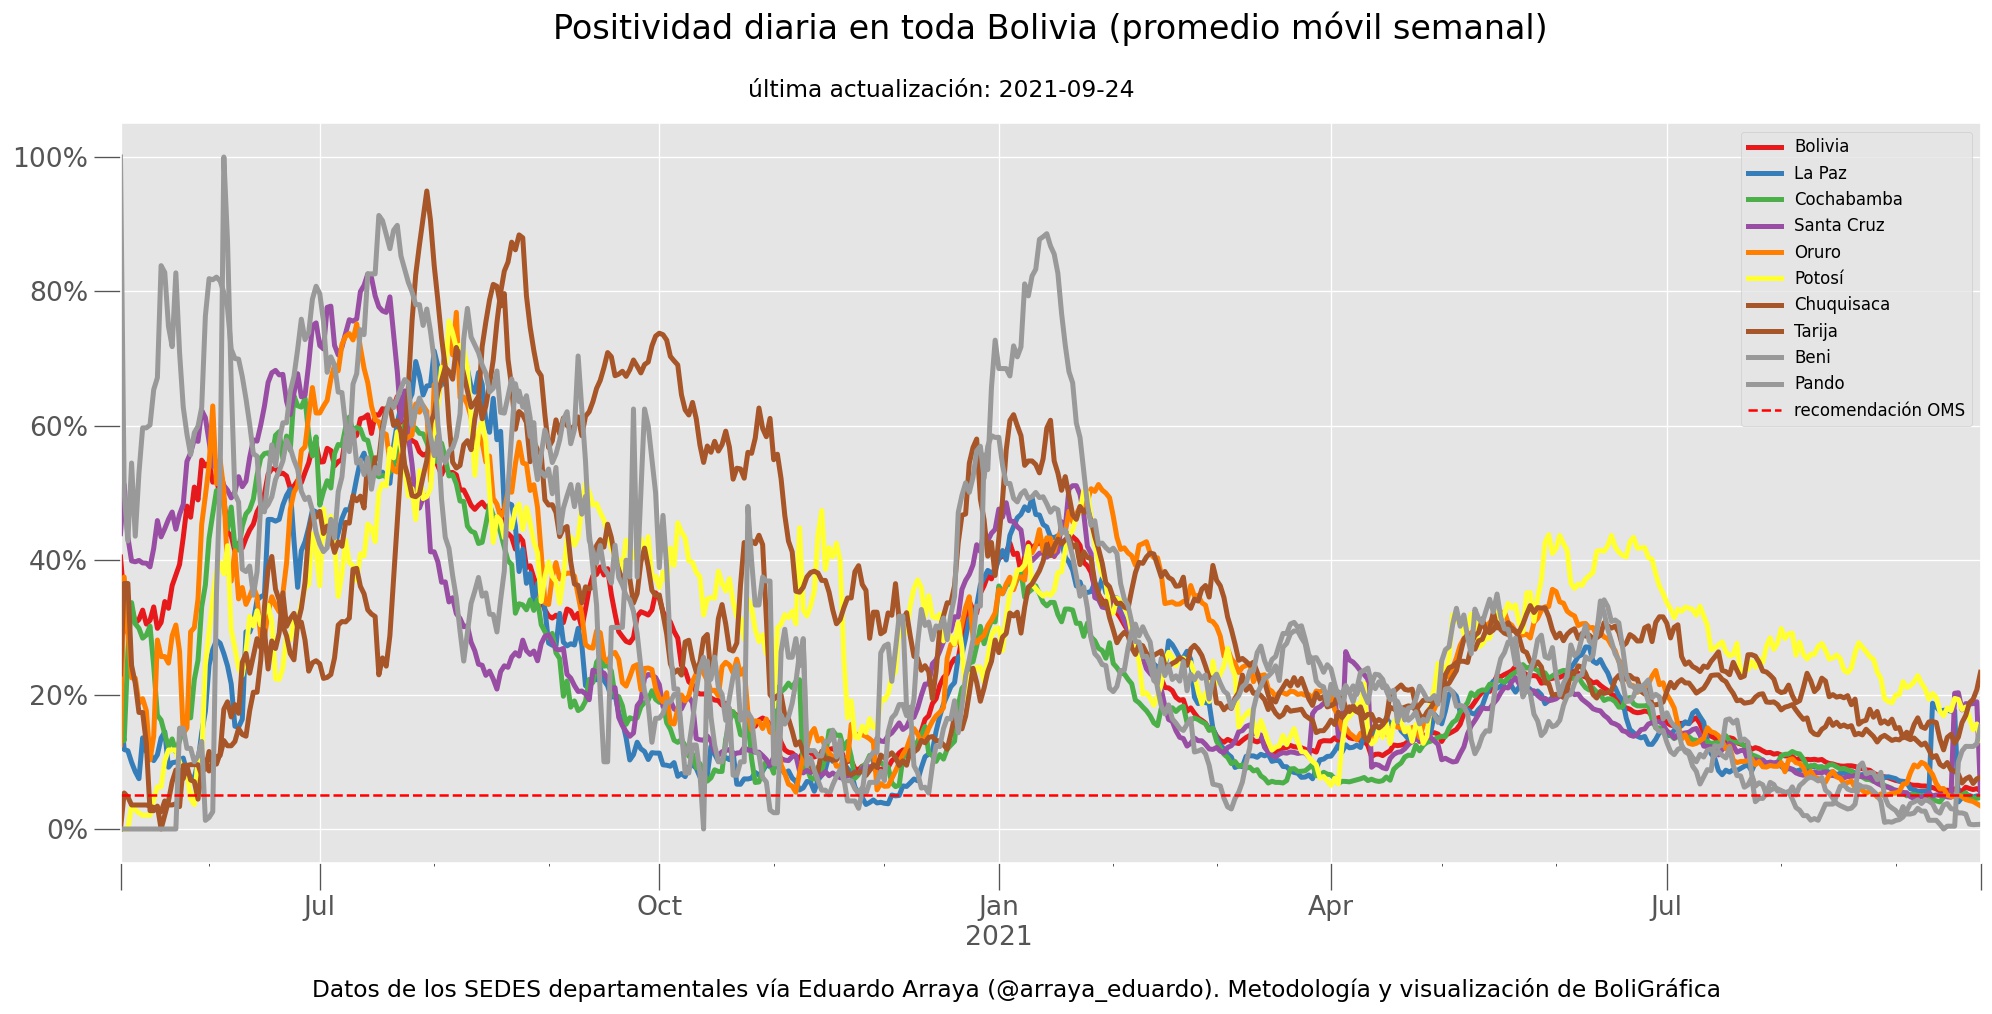 Positividad diaria en toda Bolivia (promedio móvil semanal)
última actualización: 2021-09-24
100%
80%
60%
40%
20%
0%
Bolivia
La Paz
Cochabamba
Santa Cruz
Oruro
Potosí
Chuquisaca
Tarija
Beni
Pando
recomendación OMS
Jul
Oct
Jan
2021
Apr
Jul
Datos de los SEDES departamentales vía Eduardo Arraya (@arraya_eduardo). Metodología y visualización de BoliGráfica